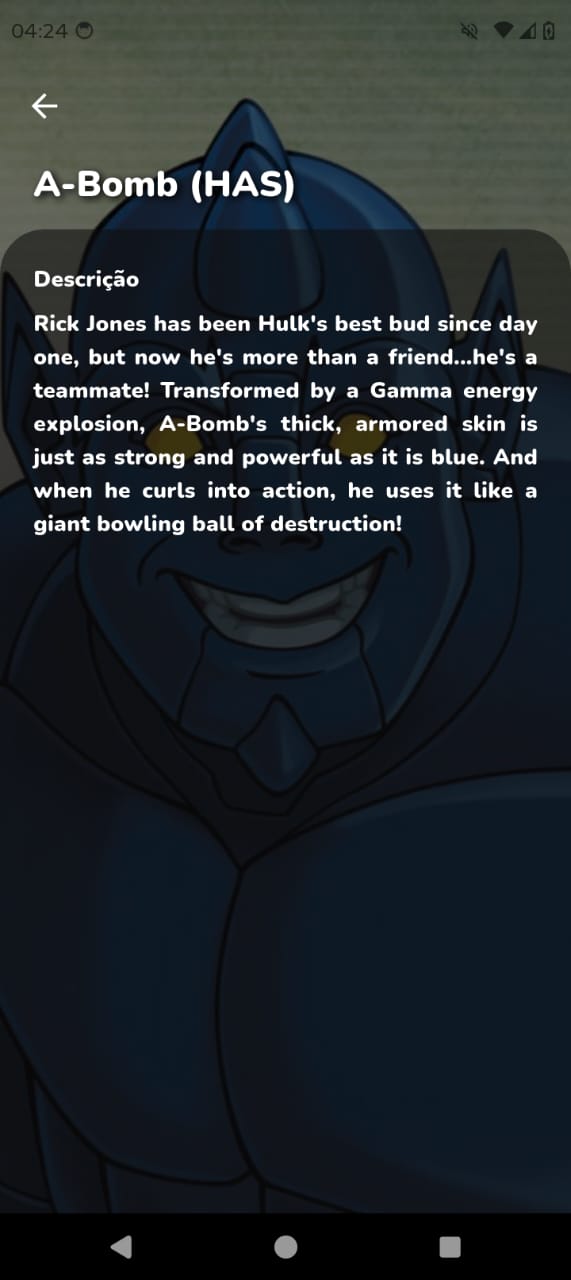 04:24
A-Bomb (HAS)
Descrição
Rick Jones has been Hulk's best bud since day
one, but now he's more than a friend...he's a
teammate! Transformed by a Gamma energy
explosion, A-Bomb's thick, armored skin is
just as strong and powerful as it is blue. And
when he curls into action, he uses it like a
giant bowling ball of destruction!